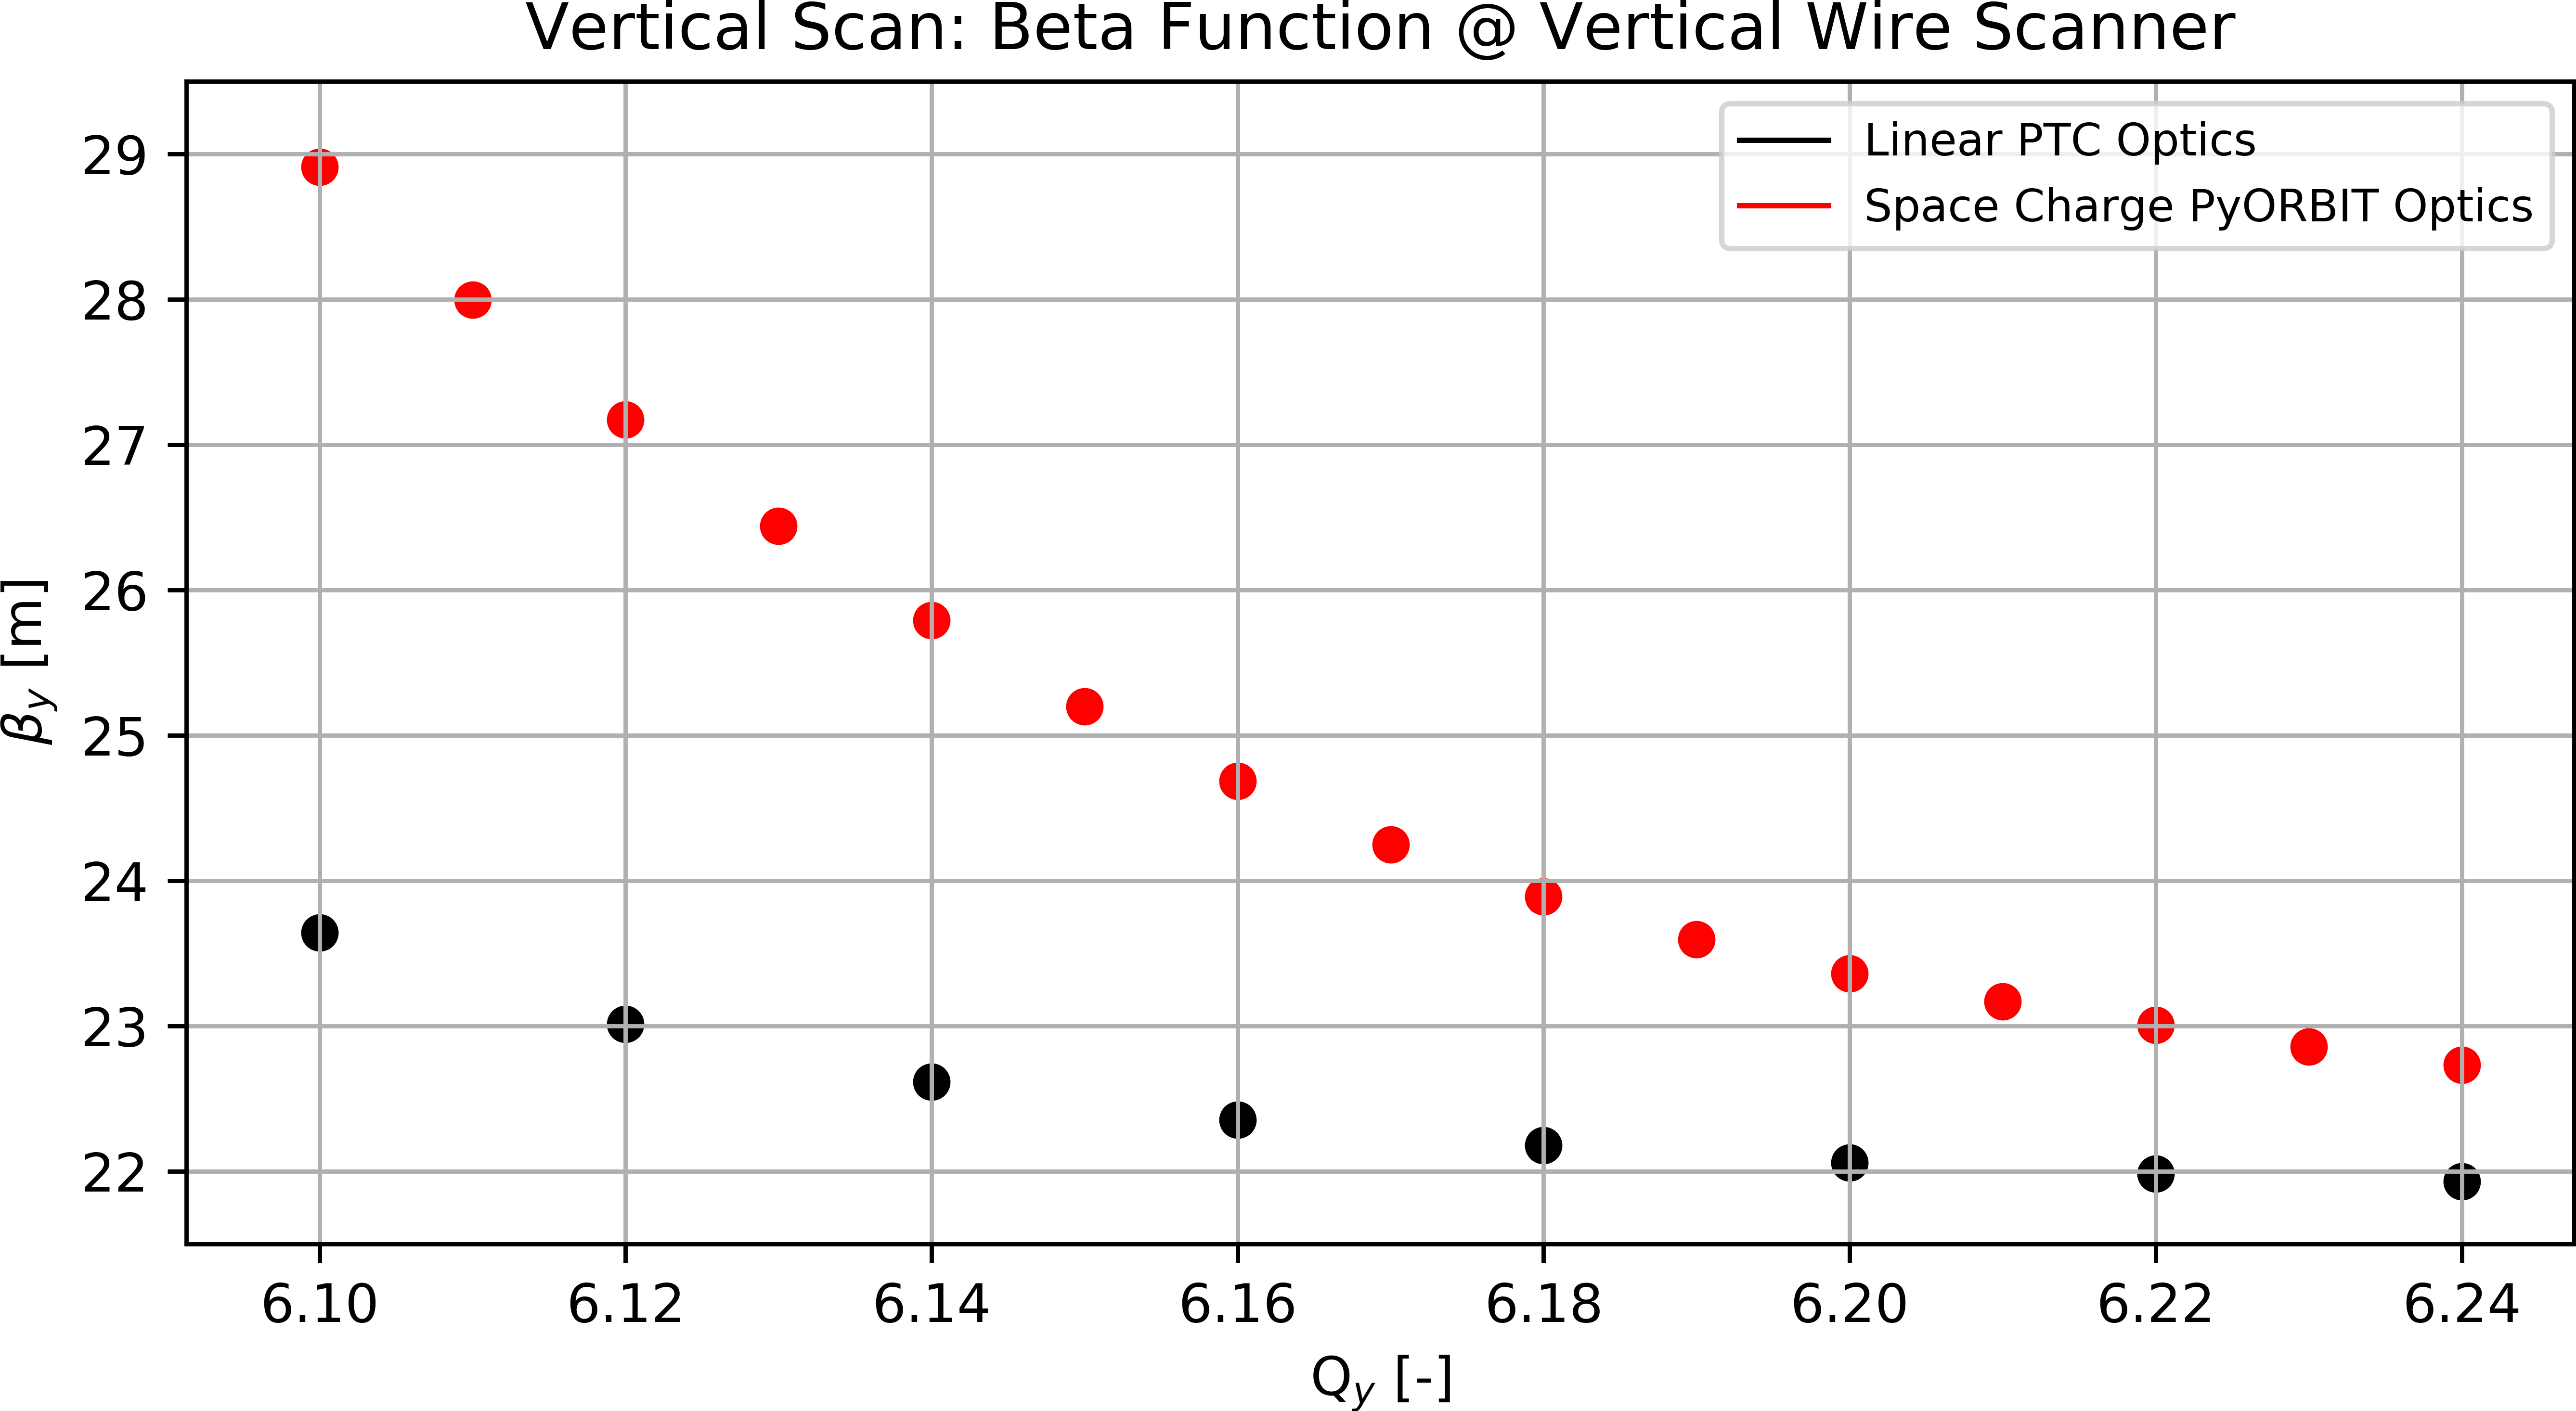 Vertical Scan: Beta Function @ Vertical Wire Scanner
Linear PTC Optics
Space Charge PyORBIT Optics
29
28
27
26
25
24
23
22
βy [m]
6.10 6.12 6.14 6.16 6.18 6.20 6.22 6.24
Qy [-]